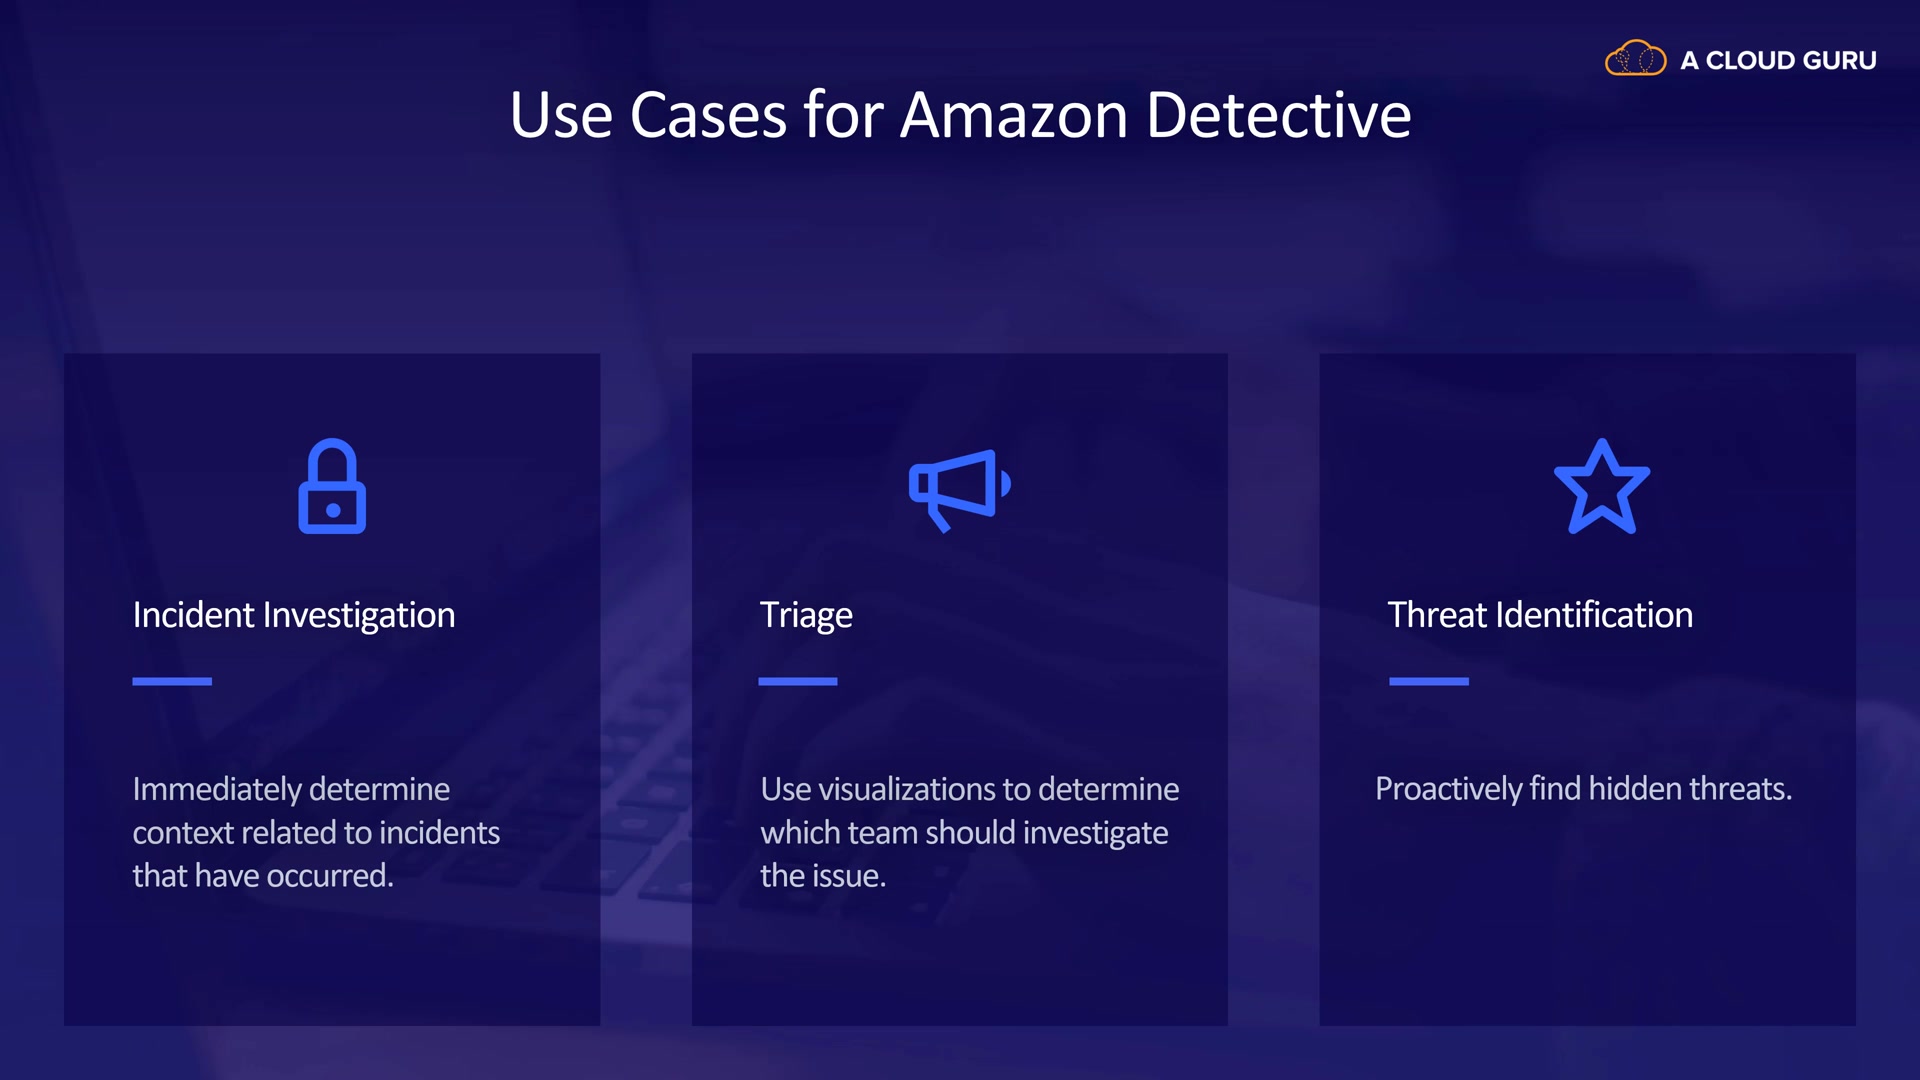 A CLOUD GURU
Use Cases for Amazon Detective
Incident Investigation
Immediately determine
context related to incidents
that have occurred.
Triage
Use visualizations to determine
which team should investigate
the issue.
Threat Identification
Proactively find hidden threats.